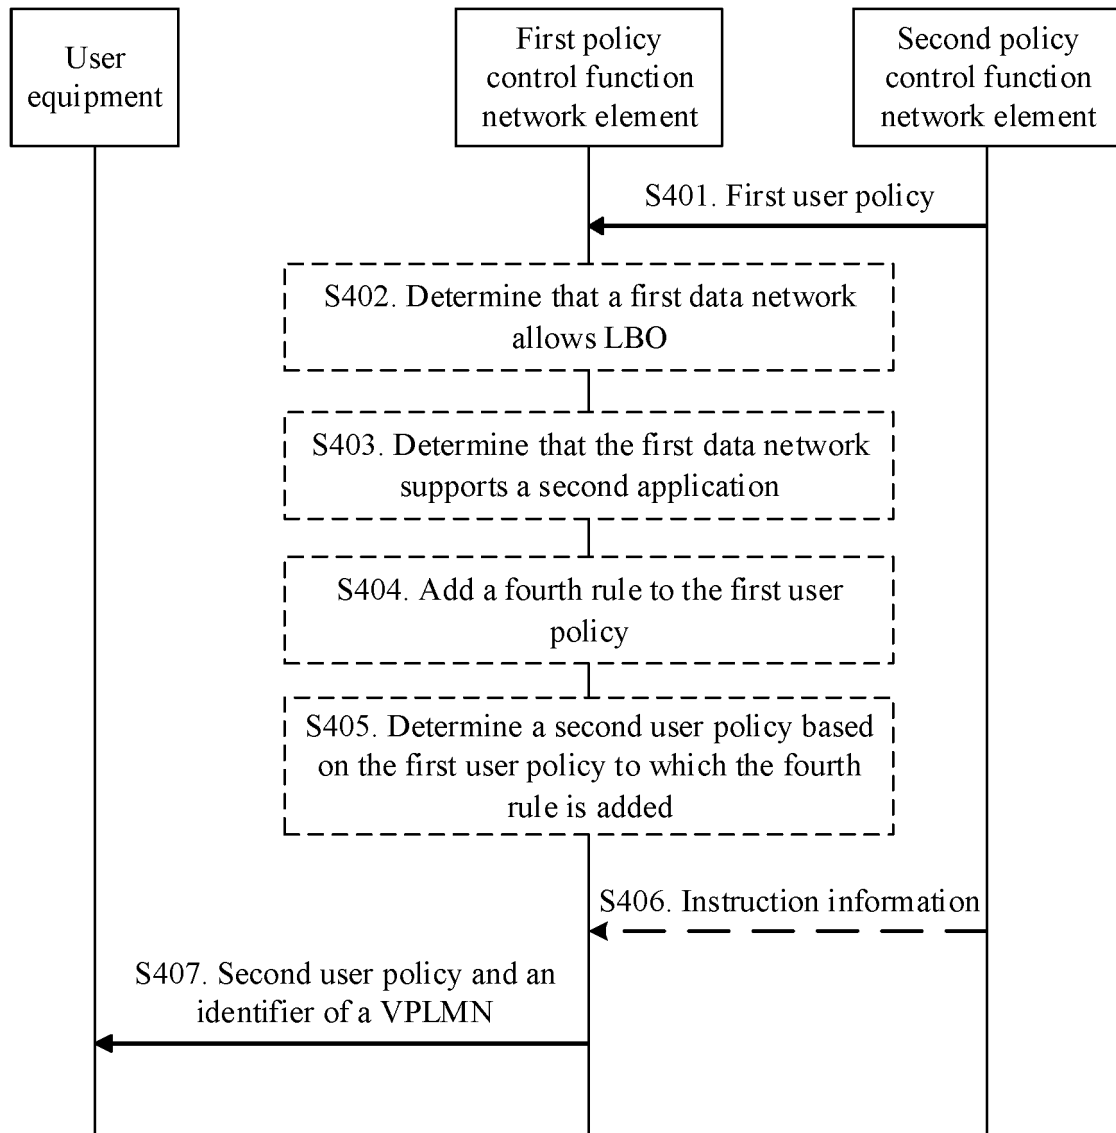 User
equipment
First policy
control function
network element
Second policy
control function
network element
S401. First user policy
S402. Determine that a first data network
allows LBO
S403. Determine that the first data network
supports a second application
S404. Add a fourth rule to the first user
policy
S405. Determine a second user policy based
on the first user policy to which the fourth
rule is added
S406. Instruction information
S407. Second user policy and an
identifier of a VPLMN